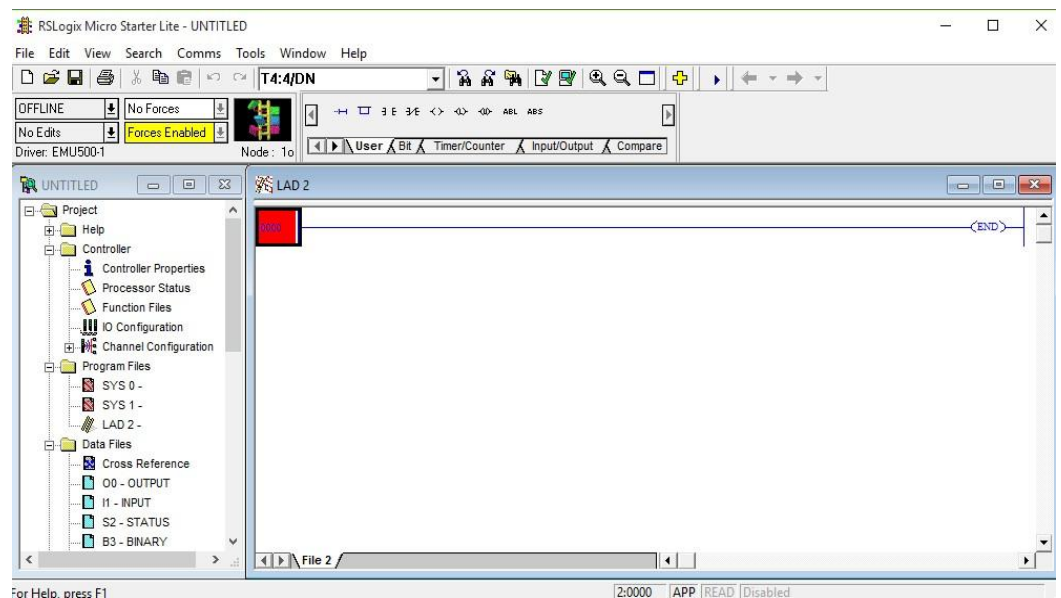 RSLogix Micro Starter Lite - UNTITLED
File Edit View Search Comms Tools Window Help
T4:4/DN
OFFLINE No Forces
No Edits Forces Enabled
Driver: EMU500-1 Node: 1o
ABL ABS
User Bit Timer/Counter Input/Output Compare
UNTITLED
Project
Help
Controller
Controller Properties
Processor Status
Function Files
IO Configuration
Channel Configuration
Program Files
SYS 0 -
SYS 1 -
LAD 2 -
Data Files
Cross Reference
O0 - OUTPUT
I1 - INPUT
S2 - STATUS
B3 - BINARY
LAD 2
0000
END
File 2
For Help, press F1
2:0000 APP READ Disabled